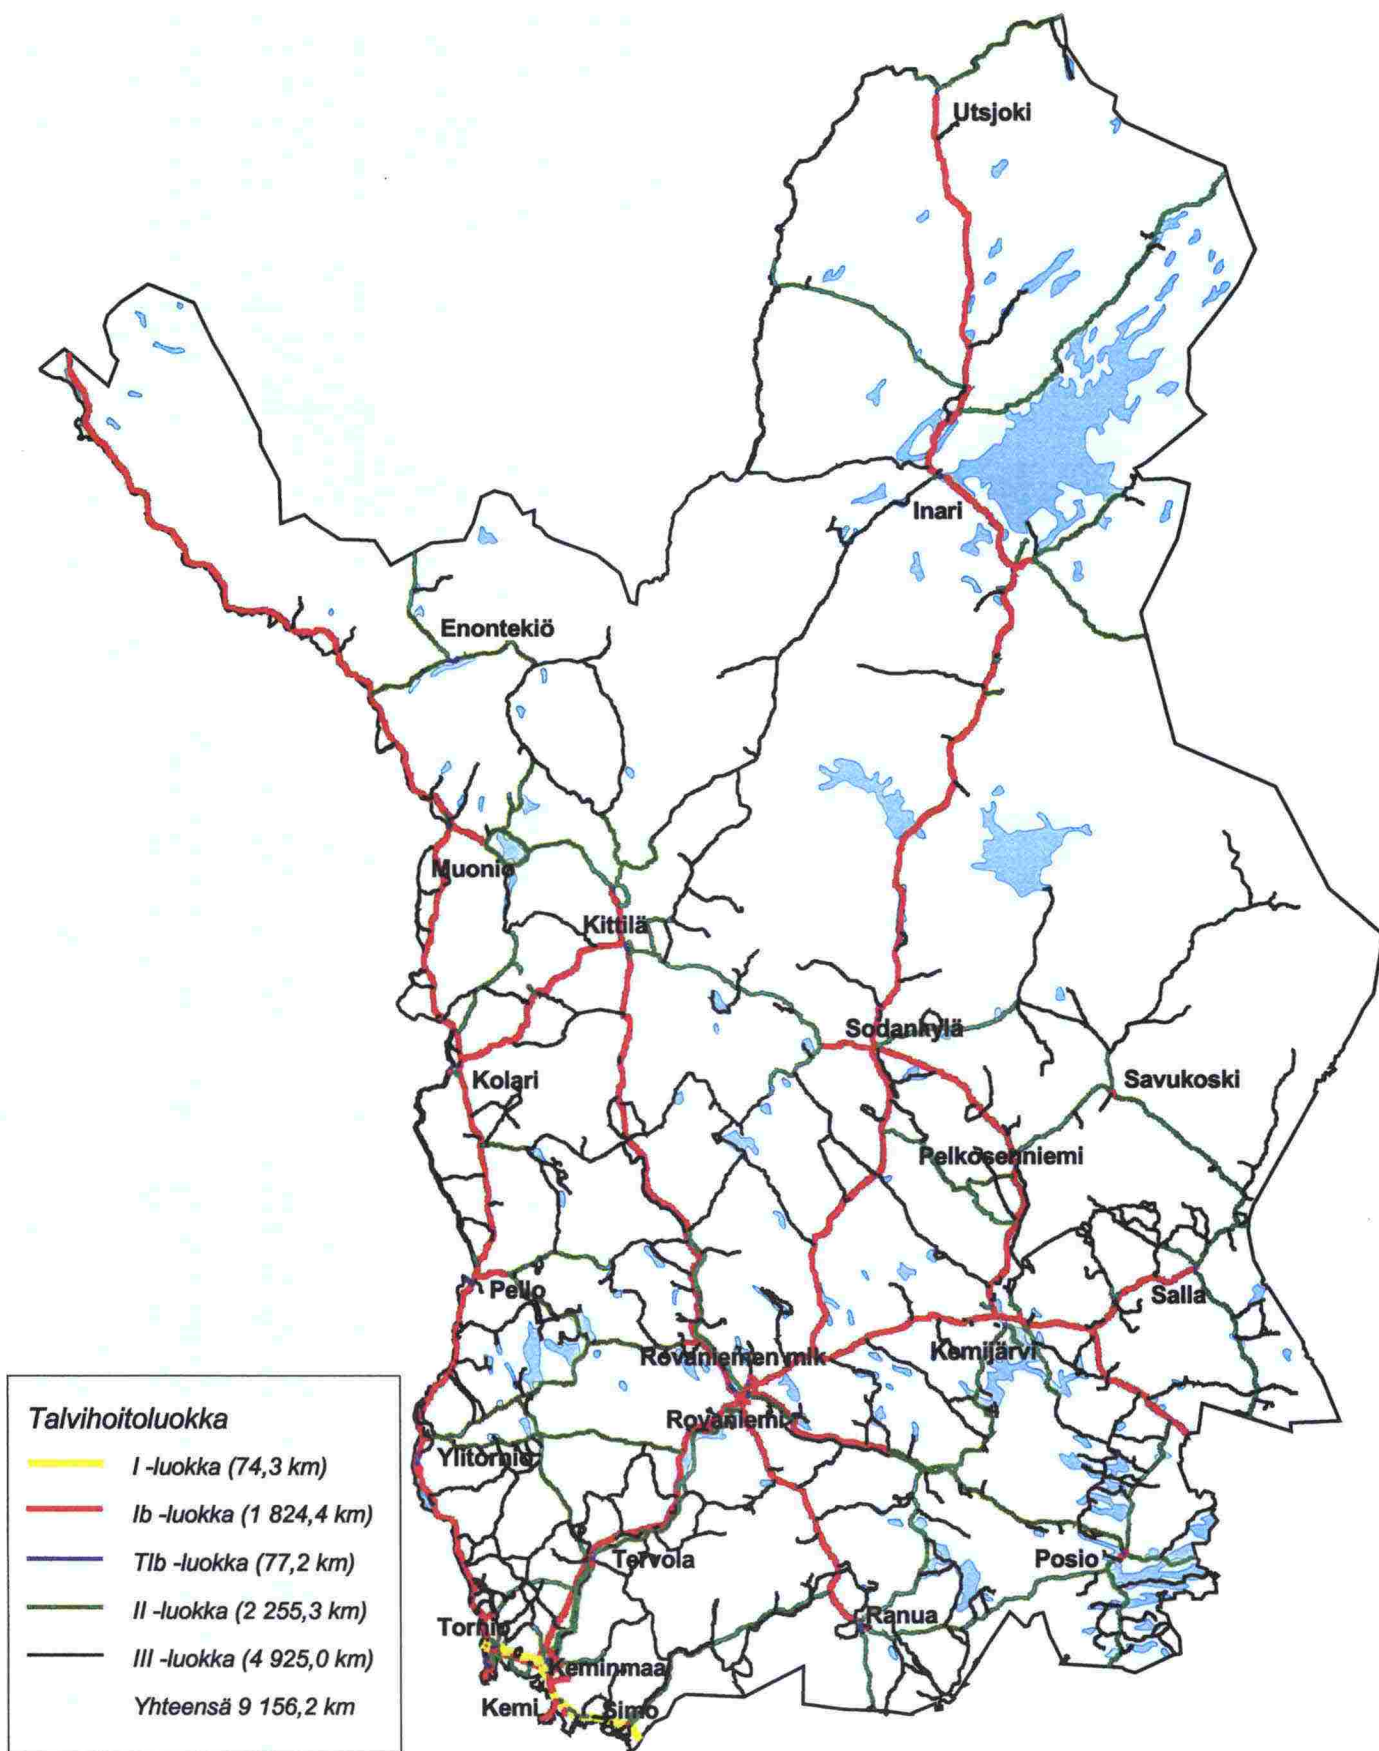 Utsjoki
Inari
Enontekiö
Muonio
Kittilä
Sodankylä
Kolari
Savukoski
Pelkosenniemi
Pello
Salla
Kemijärvi
Rovaniemen mlk
Rovaniemi
Ylitornio
Tervola
Posio
Ranua
Tornio
Keminmaa
Kemi
Simo
Talvihoitoluokka
I -luokka (74,3 km)
Ib -luokka (1 824,4 km)
TIb -luokka (77,2 km)
II -luokka (2 255,3 km)
III -luokka (4 925,0 km)
Yhteensä 9 156,2 km